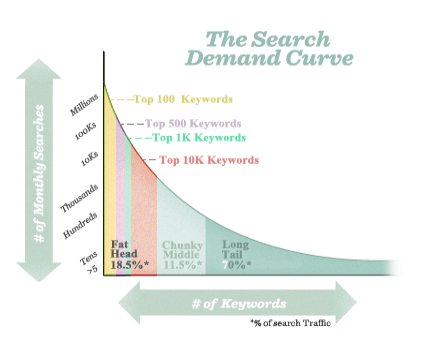 The Search
Demand Curve
# of Monthly Searches
Millions
100Ks
10Ks
Thousands
Hundreds
Tens
>5
Top 100 Keywords
Top 500 Keywords
Top 1K Keywords
Top 10K Keywords
Fat
Head
18.5%*
Chunky
Middle
11.5%*
Long
Tail
70%*
# of Keywords
*% of search Traffic